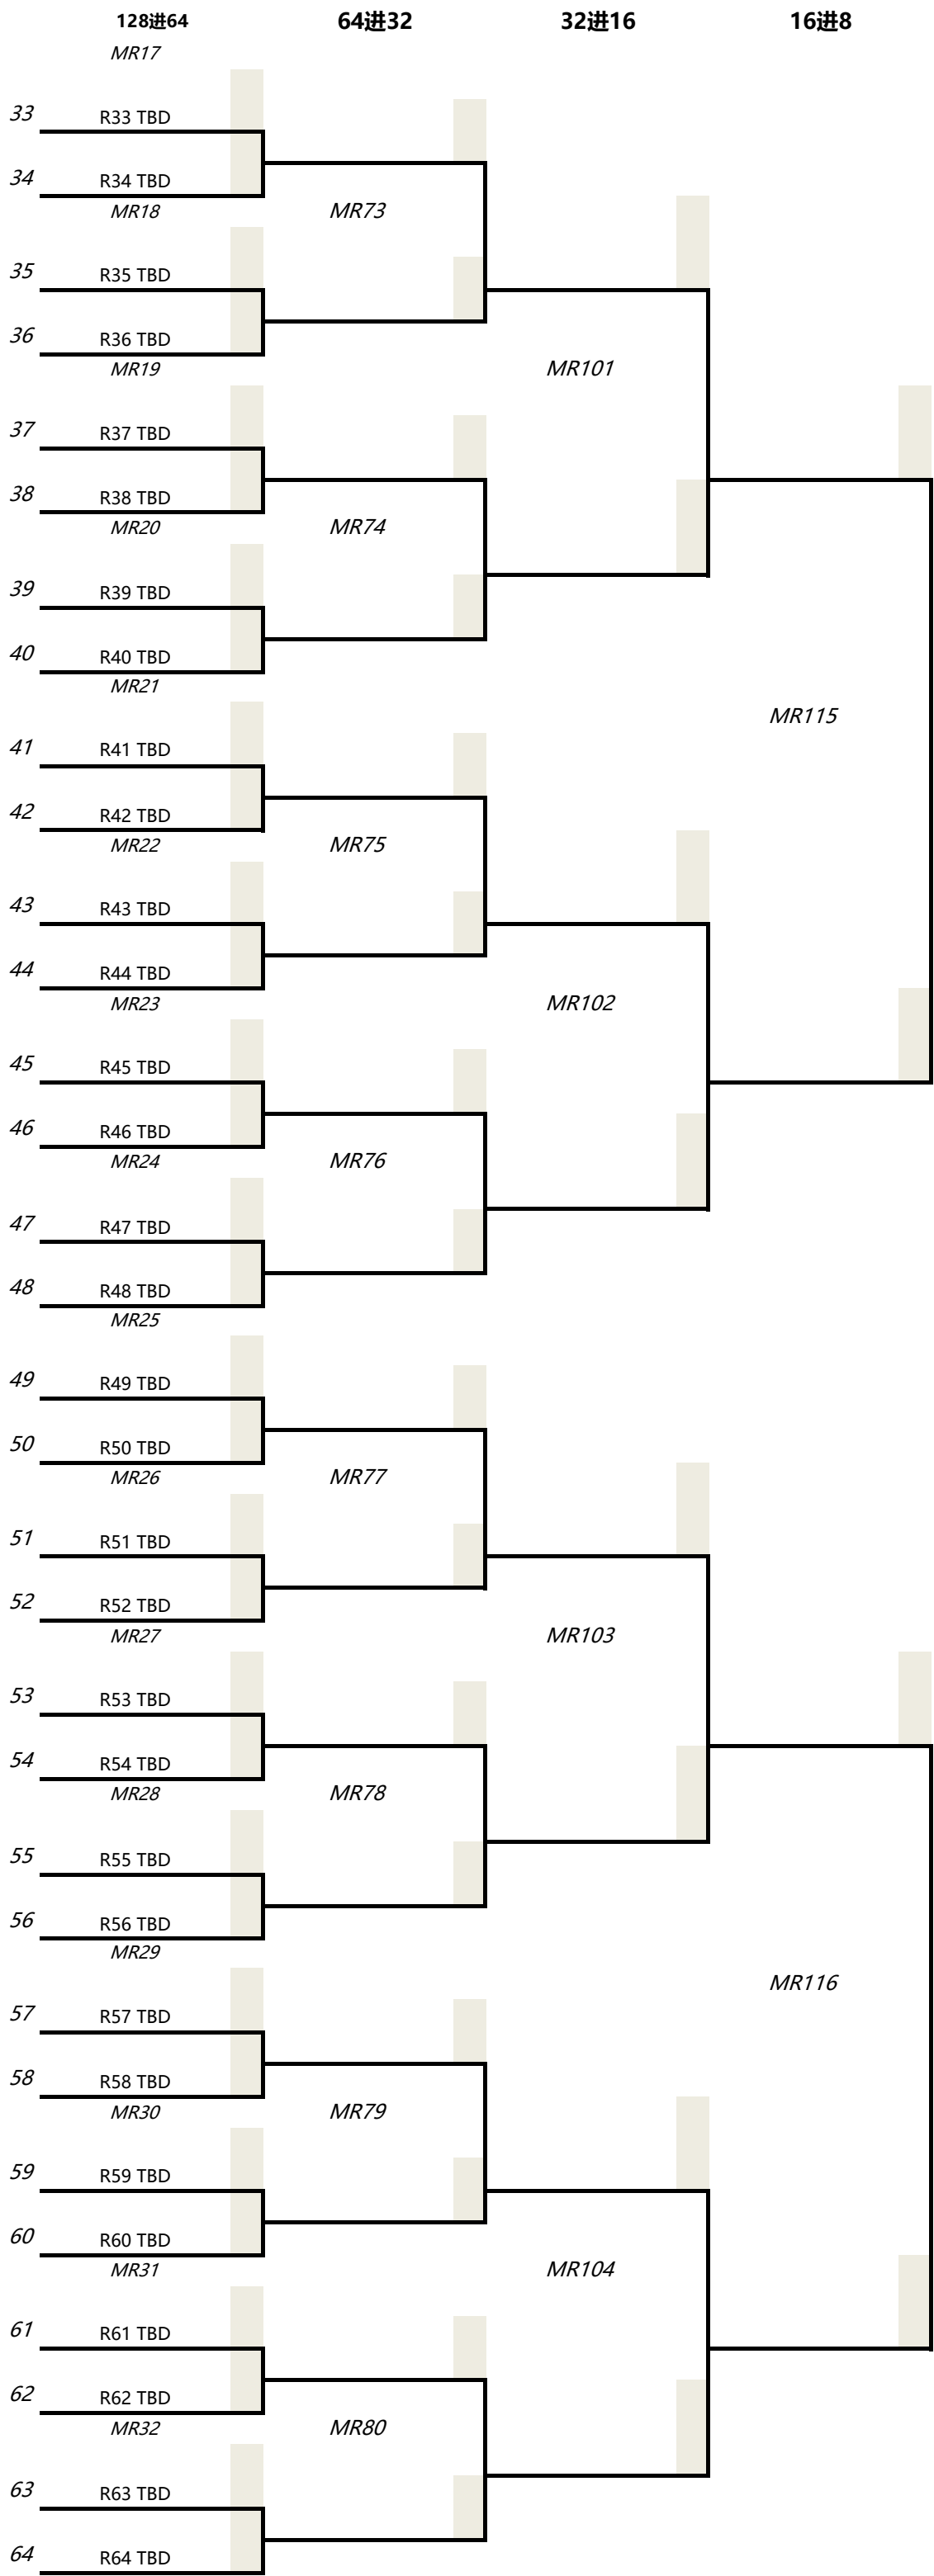 128进64 64进32 32进16 16进8
MR17
33 R33 TBD
34 R34 TBD
MR18 MR73
35 R35 TBD
36 R36 TBD
MR19 MR101
37 R37 TBD
38 R38 TBD
MR20 MR74
39 R39 TBD
40 R40 TBD
MR21
MR115
41 R41 TBD
42 R42 TBD
MR22 MR75
43 R43 TBD
44 R44 TBD
MR23 MR102
45 R45 TBD
46 R46 TBD
MR24 MR76
47 R47 TBD
48 R48 TBD
MR25
49 R49 TBD
50 R50 TBD
MR26 MR77
51 R51 TBD
52 R52 TBD
MR27 MR103
53 R53 TBD
54 R54 TBD
MR28 MR78
55 R55 TBD
56 R56 TBD
MR29
MR116
57 R57 TBD
58 R58 TBD
MR30 MR79
59 R59 TBD
60 R60 TBD
MR31 MR104
61 R61 TBD
62 R62 TBD
MR32 MR80
63 R63 TBD
64 R64 TBD